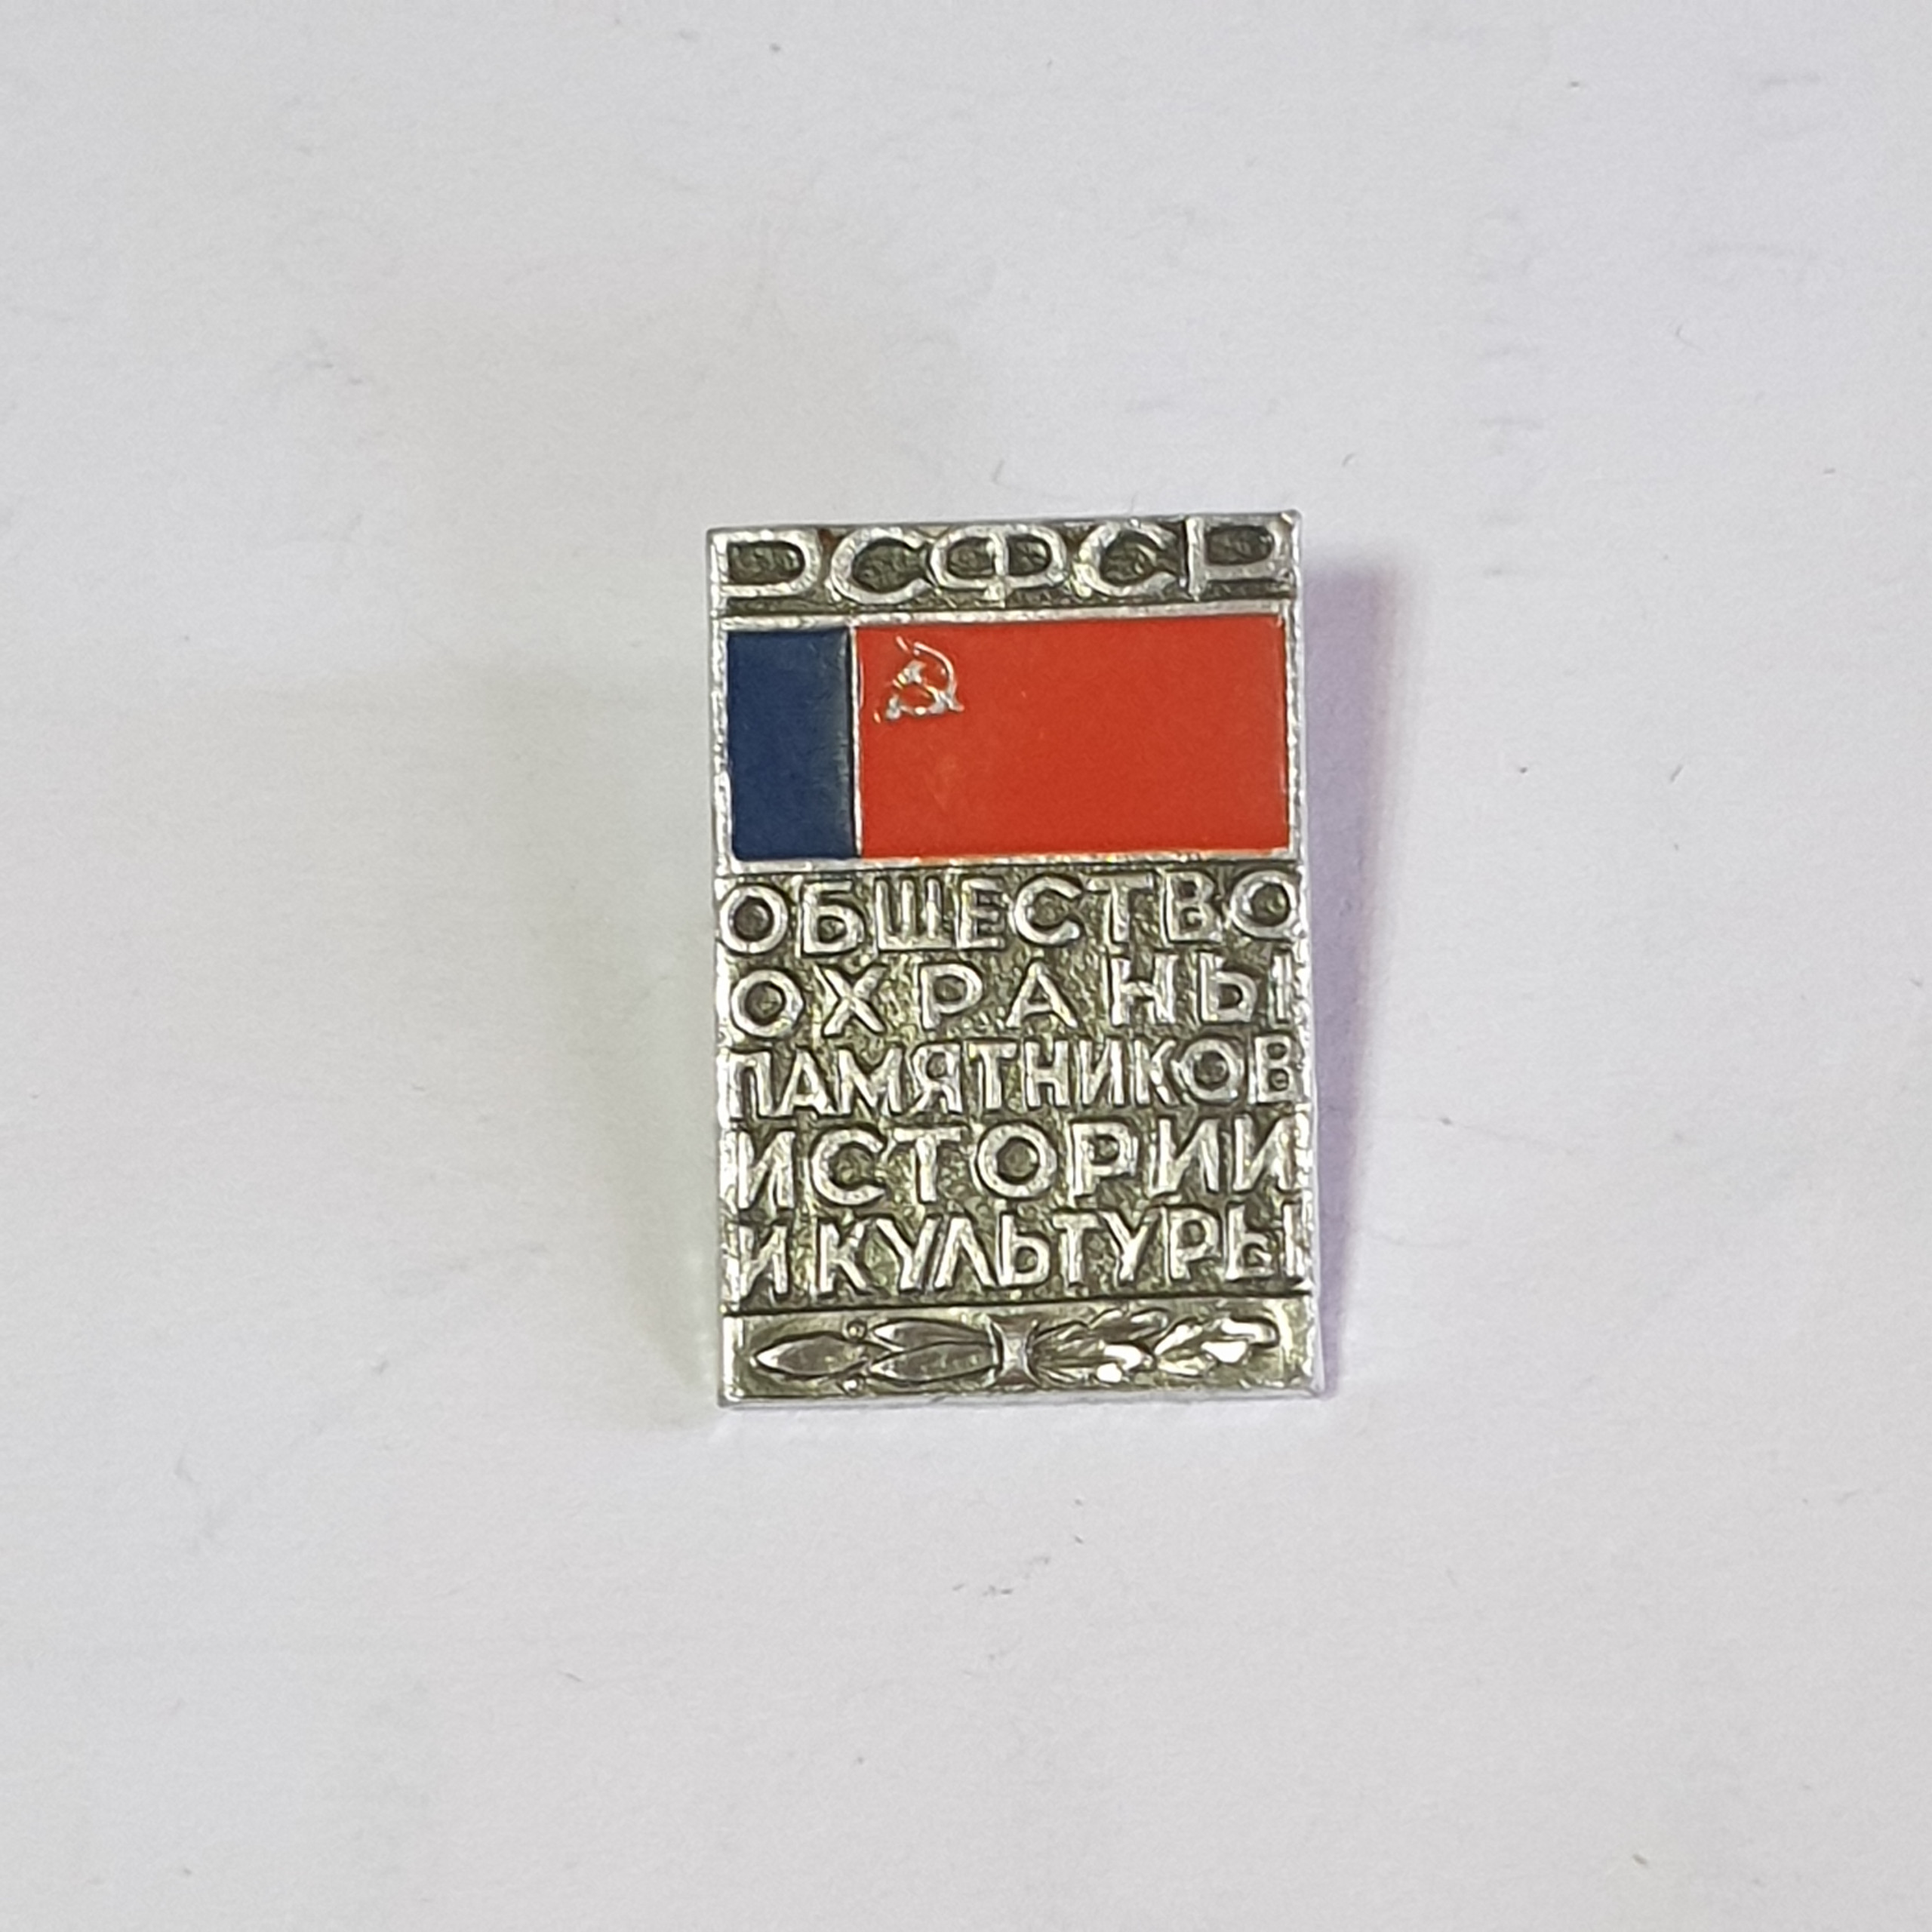 РСФСР
ОБЩЕСТВО
ОХРАНЫ
ПАМЯТНИКОВ
ИСТОРИИ
И КУЛЬТУРЫ